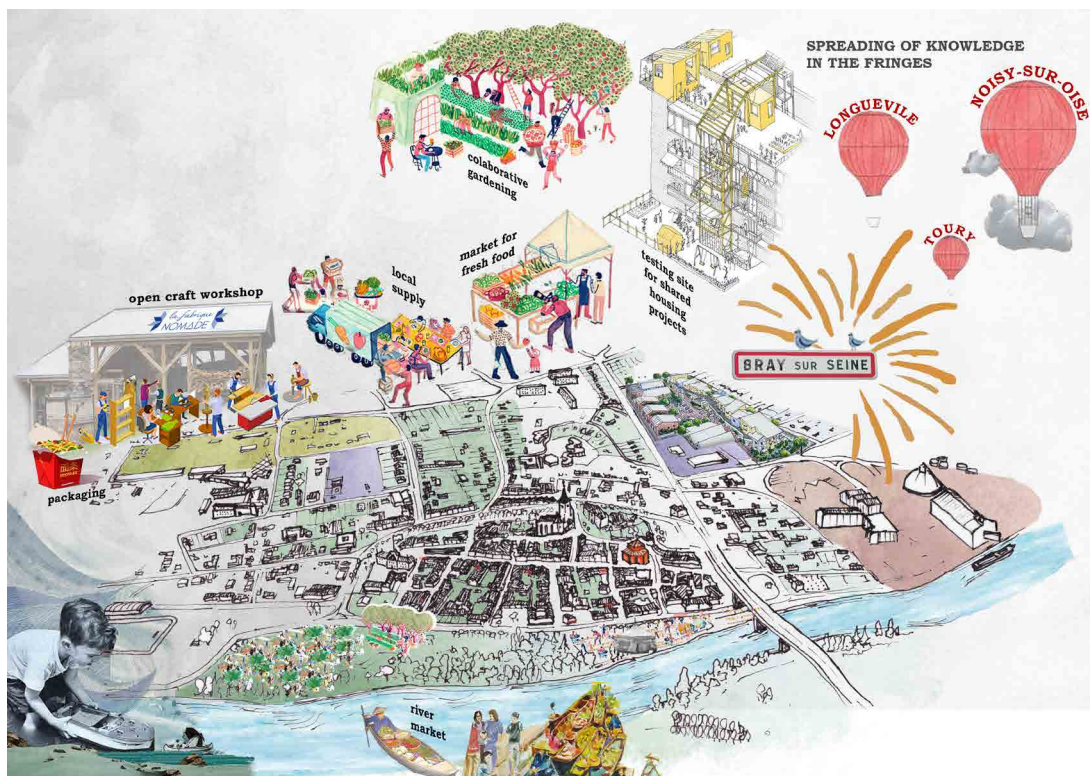 SPREADING OF KNOWLEDGE
IN THE FRINGES
NOISY-SUR-OISE
LONGUEVILE
TOURY
colaborative
gardening
market for
fresh food
local
supply
testing site
for shared
housing
projects
open craft workshop
la fabrique
NOMADE
BRAY SUR SEINE
packaging
river
market